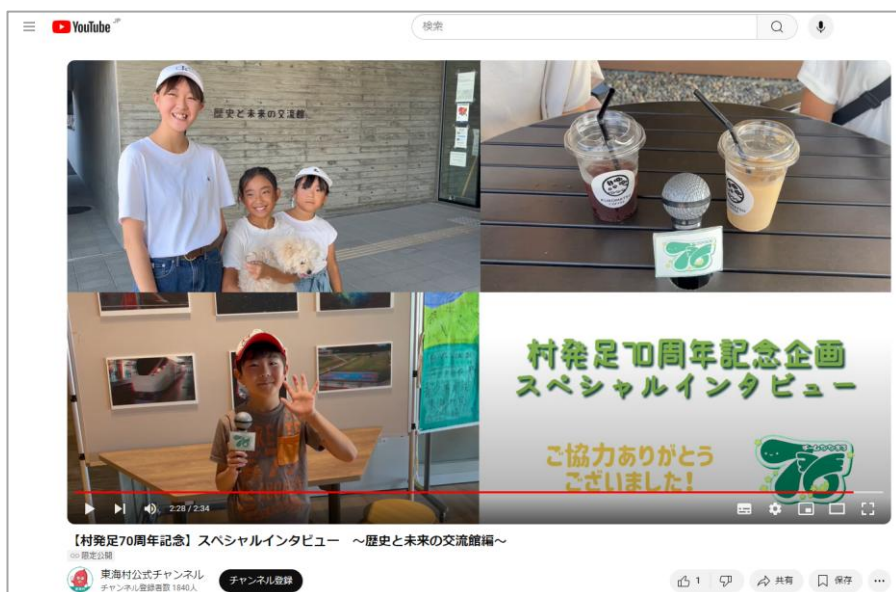 YouTube JP
検索
歴史と未来の交流館
70
村発足70周年記念企画
スペシャルインタビュー
ご協力ありがとう
ございました!
2:28 / 2:34
【村発足70周年記念】スペシャルインタビュー ～歴史と未来の交流館編～
限定公開
東海村公式チャンネル
チャンネル登録者数 1840人
チャンネル登録
1
共有
保存